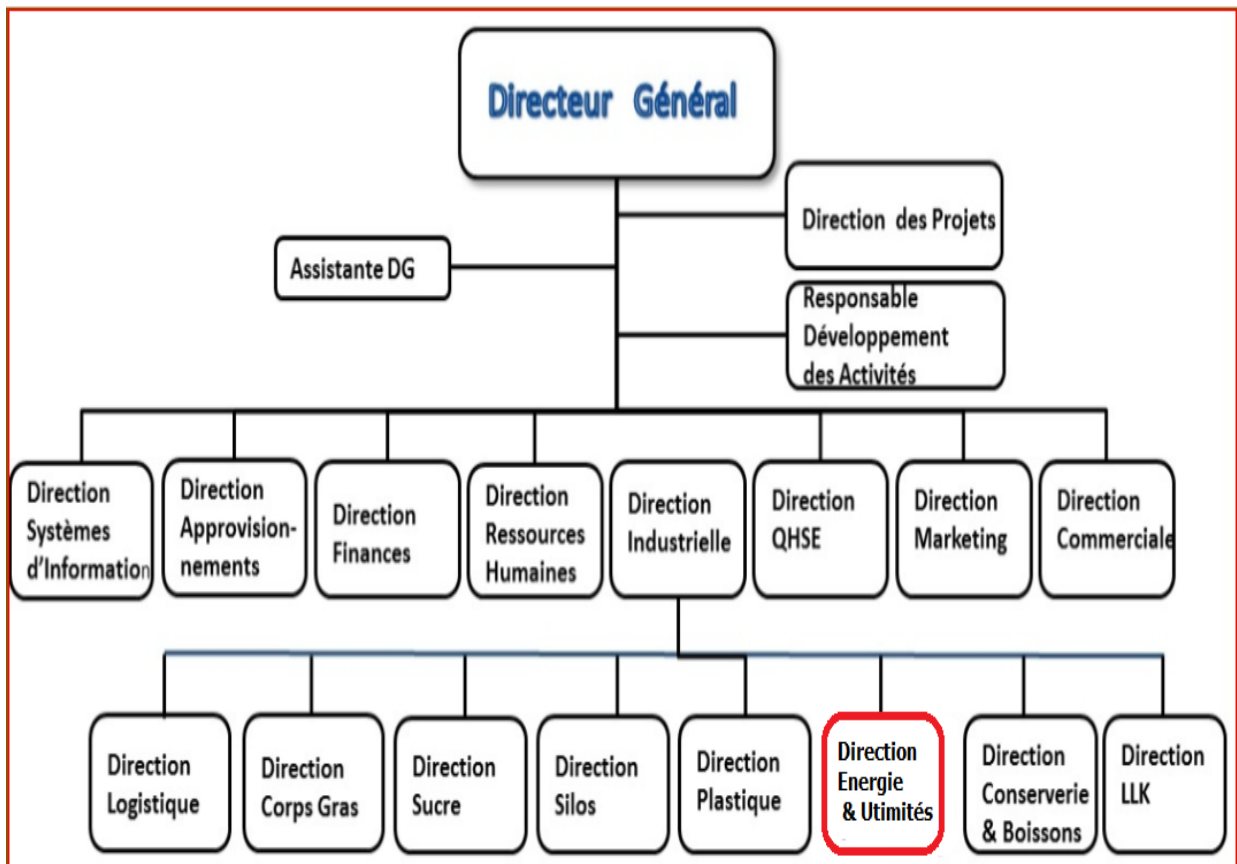 Directeur Général
Direction des Projets
Assistante DG
Responsable
Développement
des Activités
Direction
Systèmes
d'Information
Direction
Approvision-
nements
Direction
Finances
Direction
Ressources
Humaines
Direction
Industrielle
Direction
QHSE
Direction
Marketing
Direction
Commerciale
Direction
Logistique
Direction
Corps Gras
Direction
Sucre
Direction
Silos
Direction
Plastique
Direction
Energie
& Utimités
Direction
Conserverie
& Boissons
Direction
LLK